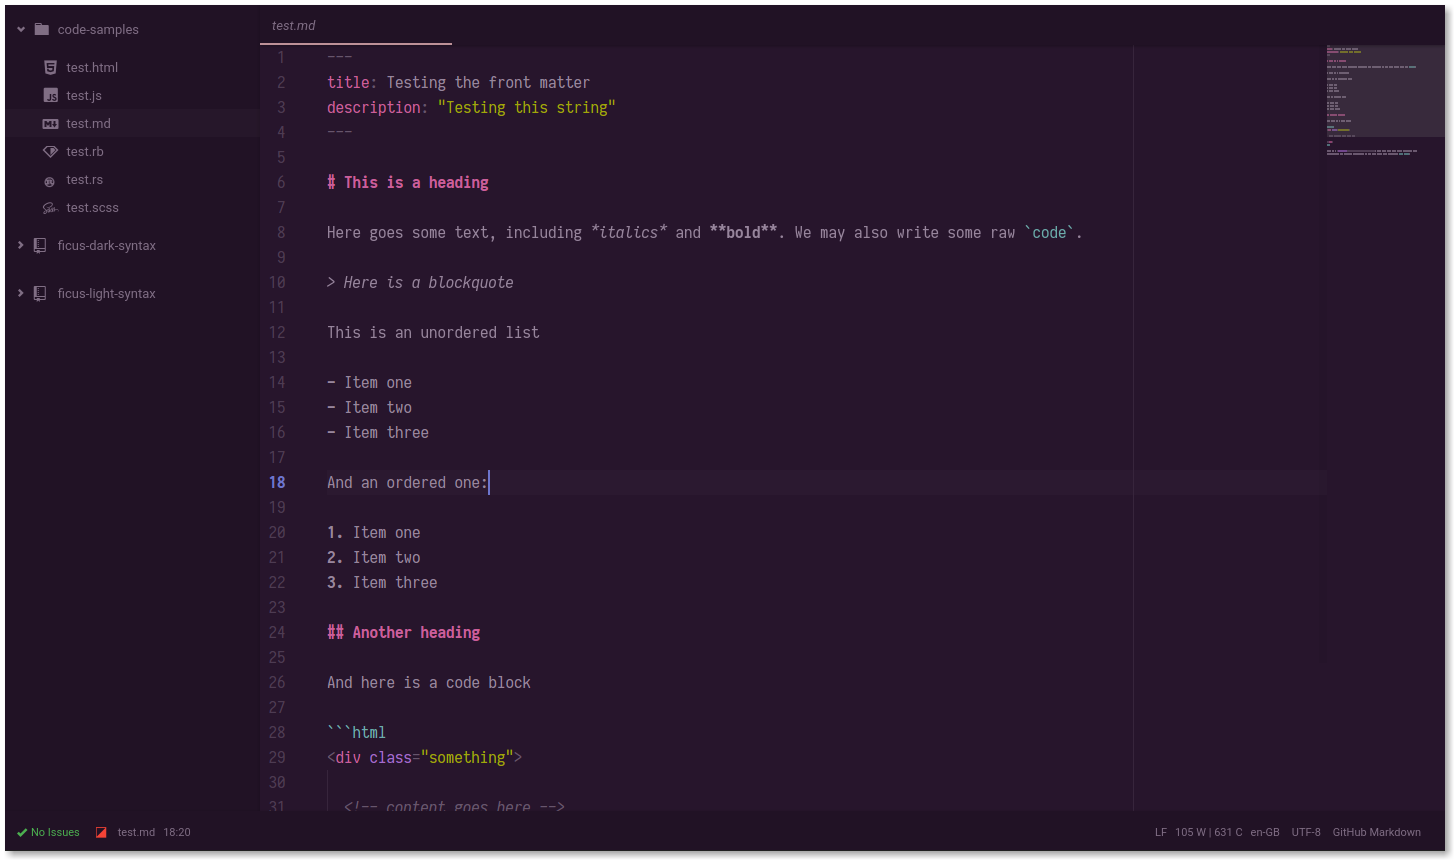 code-samples
test.html
test.js
test.md
test.rb
test.rs
test.scss
ficus-dark-syntax
ficus-light-syntax
test.md
1 ---
2 title: Testing the front matter
3 description: "Testing this string"
4 ---
5
6 # This is a heading
7
8 Here goes some text, including *italics* and **bold**. We may also write some raw `code`.
9
10 > Here is a blockquote
11
12 This is an unordered list
13
14 - Item one
15 - Item two
16 - Item three
17
18 And an ordered one:
19
20 1. Item one
21 2. Item two
22 3. Item three
23
24 ## Another heading
25
26 And here is a code block
27
28 ```html
29 <div class="something">
30
31 <!-- content goes here -->
No Issues test.md 18:20 LF 105 W | 631 C en-GB UTF-8 GitHub Markdown